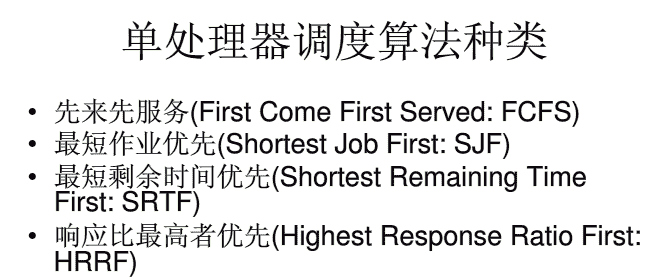 单处理器调度算法种类
• 先来先服务(First Come First Served: FCFS)
• 最短作业优先(Shortest Job First: SJF)
• 最短剩余时间优先(Shortest Remaining Time
First: SRTF)
• 响应比最高者优先(Highest Response Ratio First:
HRRF)